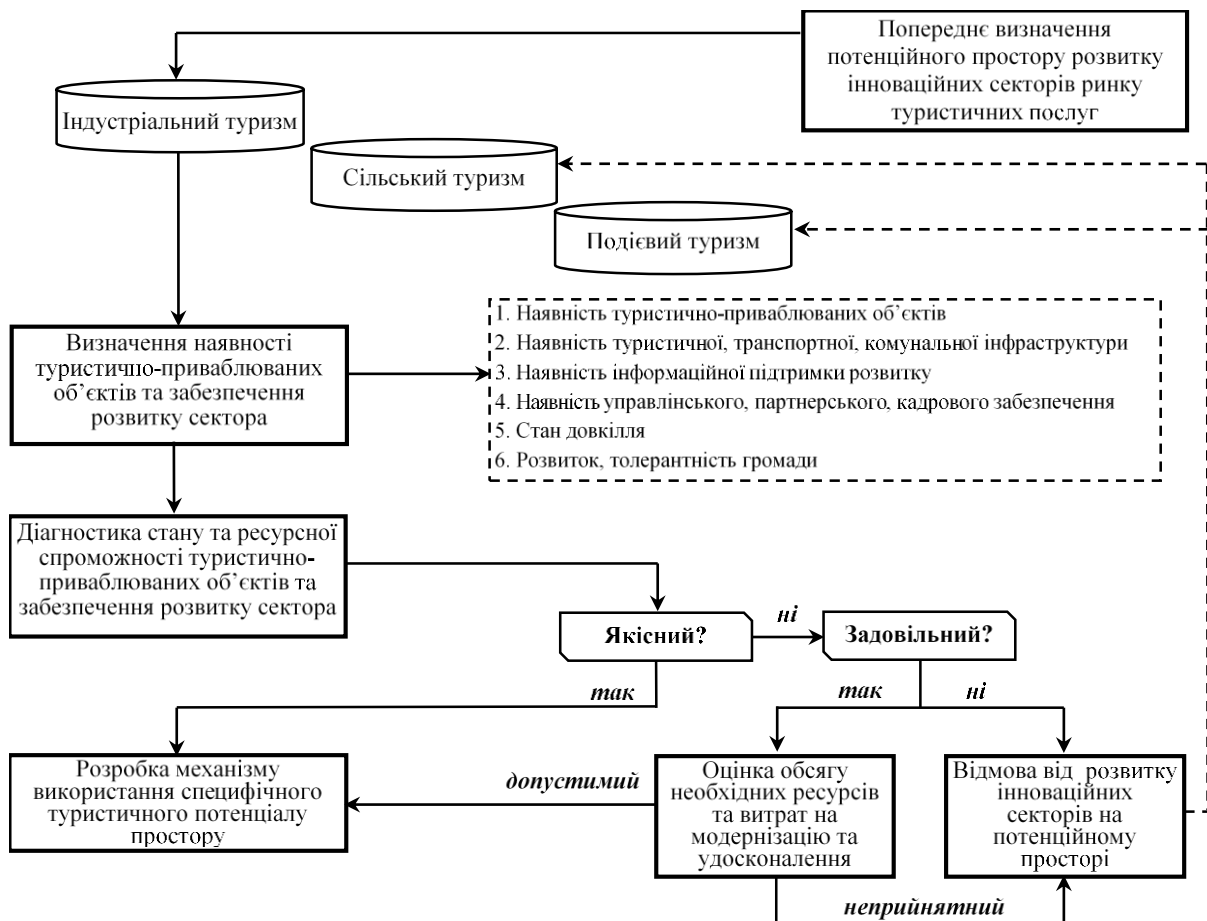 Попереднє визначення
потенційного простору розвитку
інноваційних секторів ринку
туристичних послуг
Індустріальний туризм
Сільський туризм
Подієвий туризм
Визначення наявності
туристично-приваблюваних
об’єктів та забезпечення
розвитку сектора
1. Наявність туристично-приваблюваних об’єктів
2. Наявність туристичної, транспортної, комунальної інфраструктури
3. Наявність інформаційної підтримки розвитку
4. Наявність управлінського, партнерського, кадрового забезпечення
5. Стан довкілля
6. Розвиток, толерантність громади
Діагностика стану та ресурсної
спроможності туристично-
приваблюваних об’єктів та
забезпечення розвитку сектора
Якісний?
ні
Задовільний?
так
так
ні
Розробка механізму
використання специфічного
туристичного потенціалу
простору
допустимий
Оцінка обсягу
необхідних ресурсів
та витрат на
модернізацію та
удосконалення
Відмова від розвитку
інноваційних
секторів на
потенційному
просторі
неприйнятний